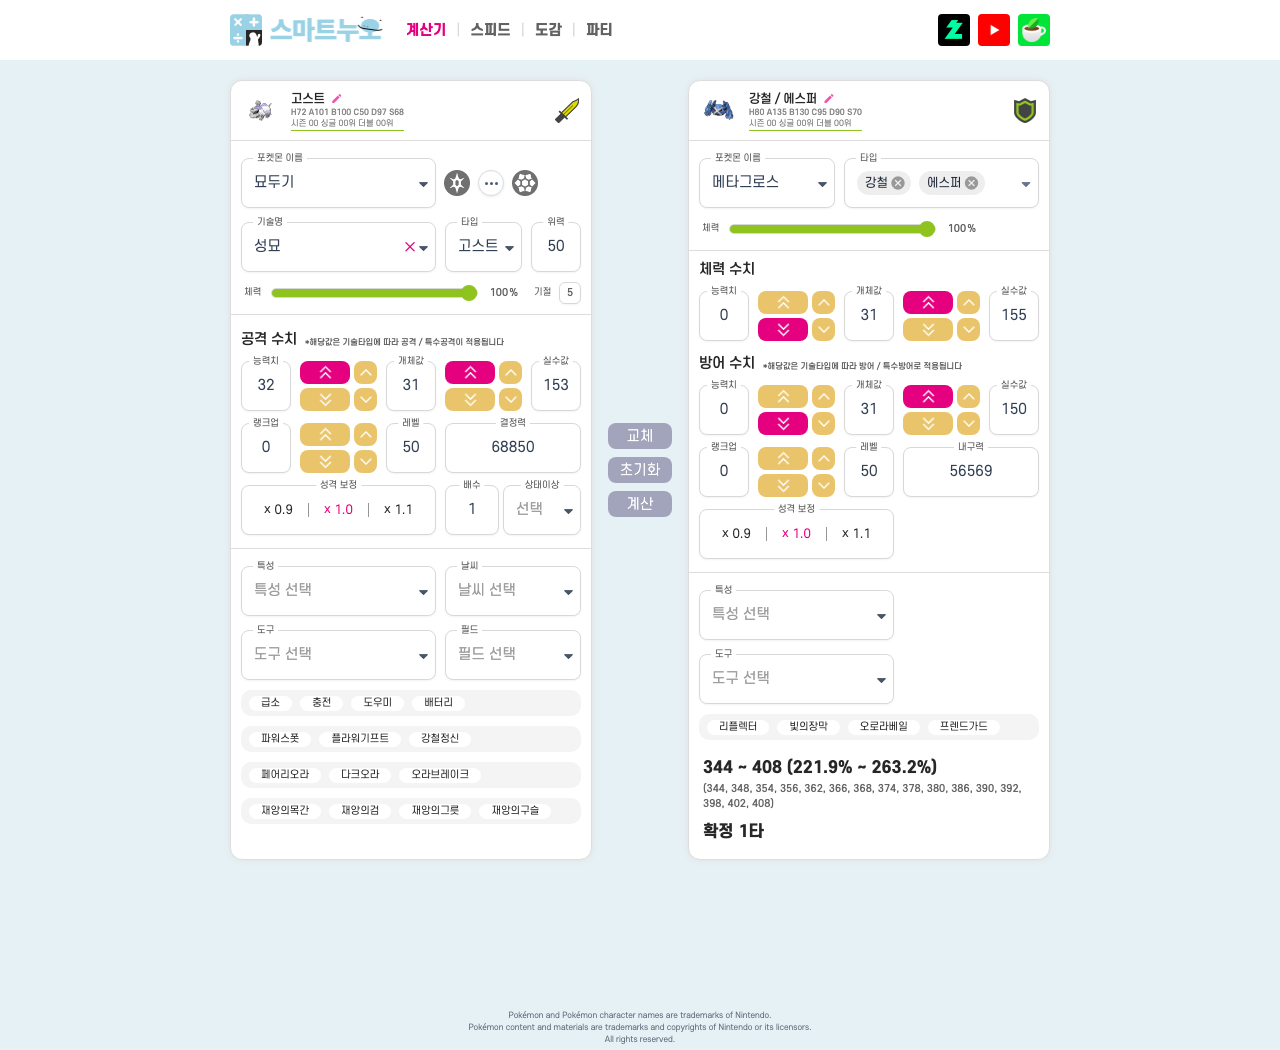 스마트누오
계산기 | 스피드 | 도감 | 파티
고스트
H72 A101 B100 C50 D97 S68
시즌 00 싱글 00위 더블 00위
포켓몬 이름
묘두기
기술명
성묘
타입
고스트
위력
50
체력
100%
기절
5
공격 수치 *해당값은 기술타입에 따라 공격 / 특수공격이 적용됩니다
능력치
32
개체값
31
실수값
153
랭크업
0
레벨
50
결정력
68850
성격 보정
x 0.9 | x 1.0 | x 1.1
배수
1
상태이상
선택
특성
특성 선택
날씨
날씨 선택
도구
도구 선택
필드
필드 선택
급소 충전 도우미 배터리
파워스폿 플라워기프트 강철정신
페어리오라 다크오라 오라브레이크
재앙의목간 재앙의검 재앙의그릇 재앙의구슬
교체
초기화
계산
강철 / 에스퍼
H80 A135 B130 C95 D90 S70
시즌 00 싱글 00위 더블 00위
포켓몬 이름
메타그로스
타입
강철 에스퍼
체력
100%
체력 수치
능력치
0
개체값
31
실수값
155
방어 수치 *해당값은 기술타입에 따라 방어 / 특수방어로 적용됩니다
능력치
0
개체값
31
실수값
150
랭크업
0
레벨
50
내구력
56569
성격 보정
x 0.9 | x 1.0 | x 1.1
특성
특성 선택
도구
도구 선택
리플렉터 빛의장막 오로라베일 프렌드가드
344 ~ 408 (221.9% ~ 263.2%)
(344, 348, 354, 356, 362, 366, 368, 374, 378, 380, 386, 390, 392,
398, 402, 408)
확정 1타
Pokémon and Pokémon character names are trademarks of Nintendo.
Pokémon content and materials are trademarks and copyrights of Nintendo or its licensors.
All rights reserved.